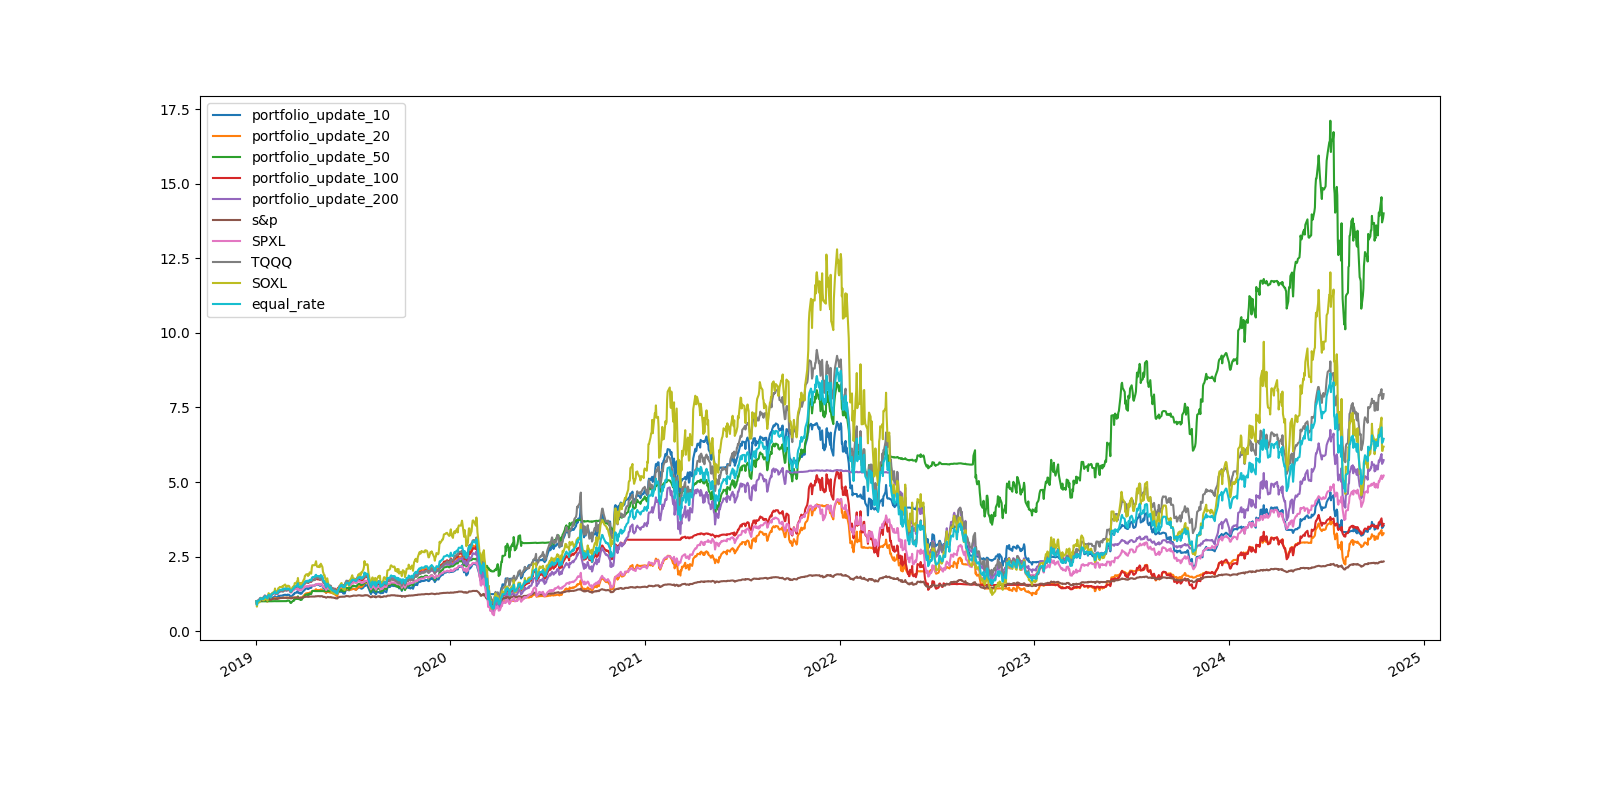 17.5
15.0
12.5
10.0
7.5
5.0
2.5
0.0
portfolio_update_10
portfolio_update_20
portfolio_update_50
portfolio_update_100
portfolio_update_200
s&p
SPXL
TQQQ
SOXL
equal_rate
2019
2020
2021
2022
2023
2024
2025